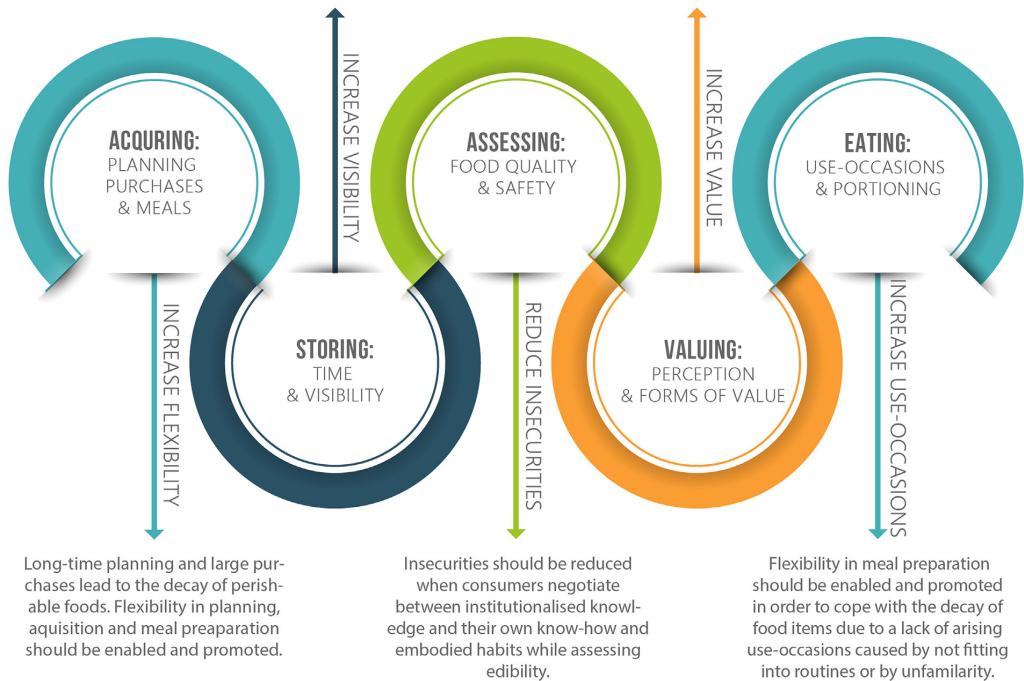 ACQURING:
PLANNING
PURCHASES
& MEALS
INCREASE VISIBILITY
ASSESSING:
FOOD QUALITY
& SAFETY
INCREASE VALUE
EATING:
USE-OCCASIONS
& PORTIONING
INCREASE FLEXIBILITY
STORING:
TIME
& VISIBILITY
REDUCE INSECURITIES
VALUING:
PERCEPTION
& FORMS OF VALUE
INCREASE USE-OCCASIONS
Long-time planning and large pur-
chases lead to the decay of perish-
able foods. Flexibility in planning,
aquisition and meal preaparation
should be enabled and promoted.
Insecurities should be reduced
when consumers negotiate
between institutionalised knowl-
edge and their own know-how and
embodied habits while assessing
edibility.
Flexibility in meal preparation
should be enabled and promoted
in order to cope with the decay of
food items due to a lack of arising
use-occasions caused by not fitting
into routines or by unfamilarity.